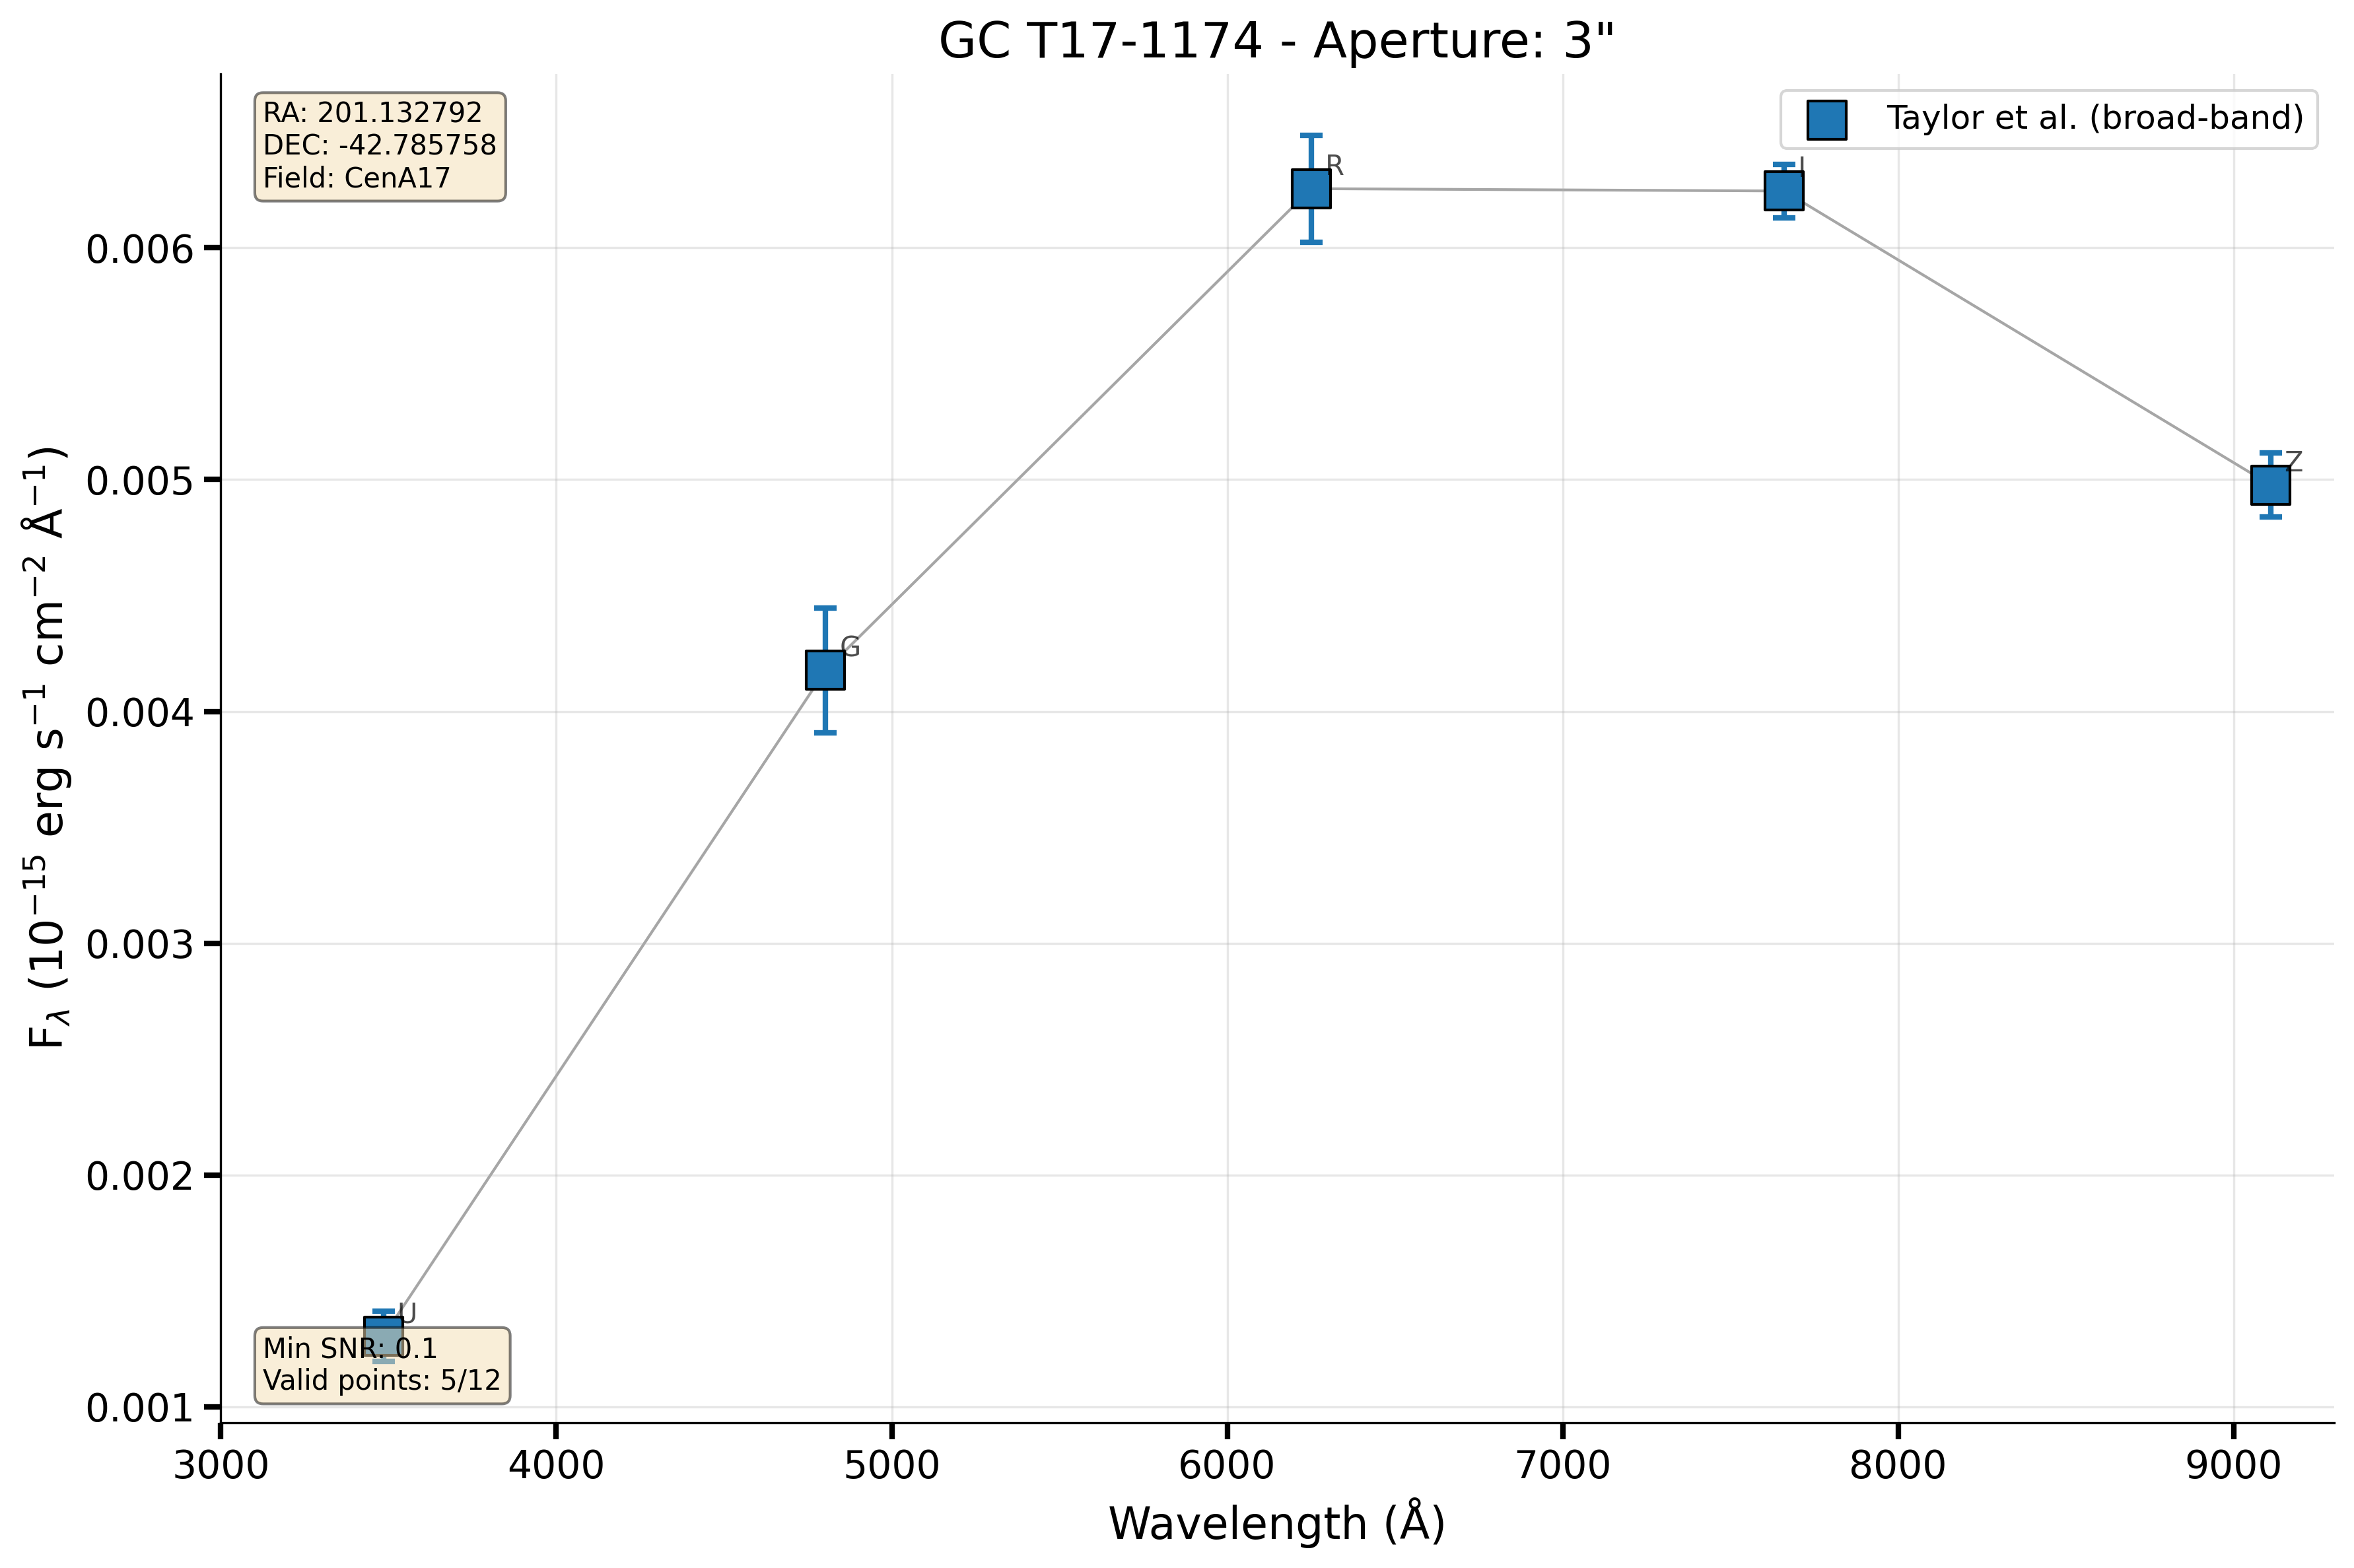 GC T17-1174 - Aperture: 3"
RA: 201.132792
DEC: -42.785758
Field: CenA17
Taylor et al. (broad-band)
R
I
Z
G
U
Min SNR: 0.1
Valid points: 5/12
0.006
0.005
0.004
0.003
0.002
0.001
F_λ (10⁻¹⁵ erg s⁻¹ cm⁻² Å⁻¹)
3000 4000 5000 6000 7000 8000 9000
Wavelength (Å)